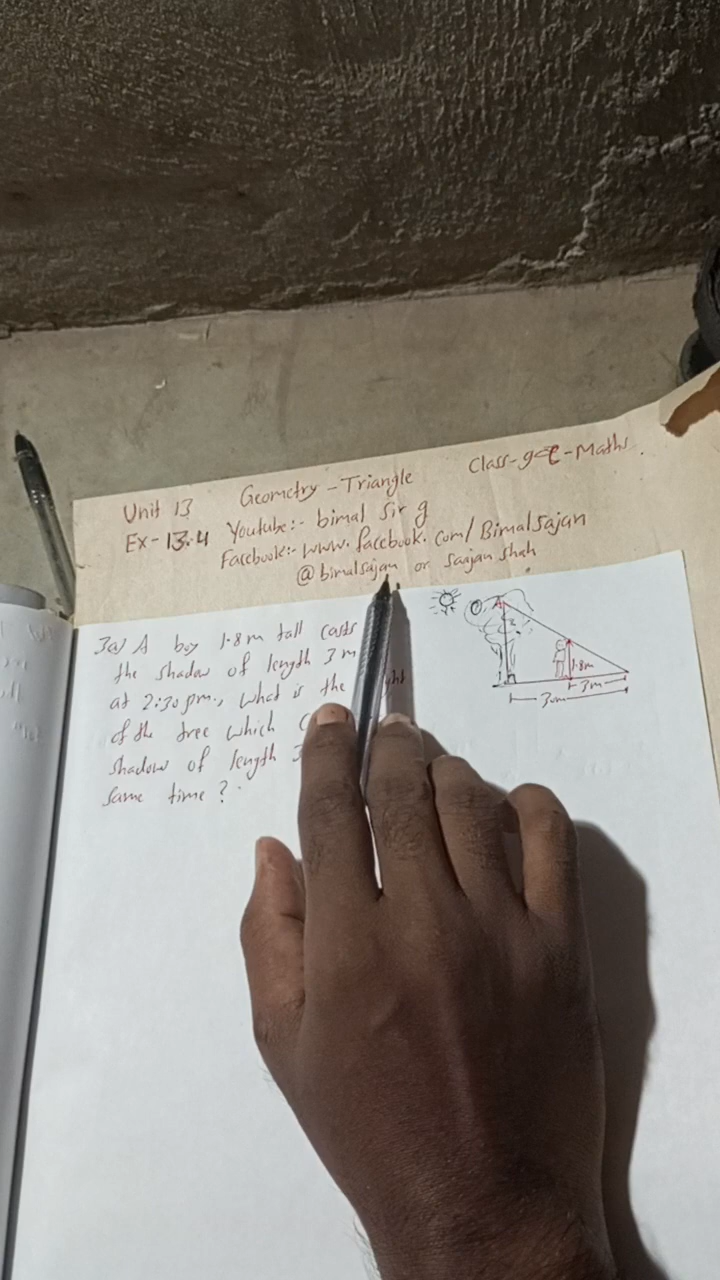 Unit 13 Geometry - Triangle Class-9 - Maths.
Ex- 13.4 Youtube:- bimal Sir g
Facebook:- www.facebook.com/Bimalsajan
@bimalsajan or saajan shah
3a) A boy 1.8m tall casts
the shadow of length 3m
at 2:30 pm., What is the
of the tree which
shadow of length
same time ?
A
1.8m
3m
30m